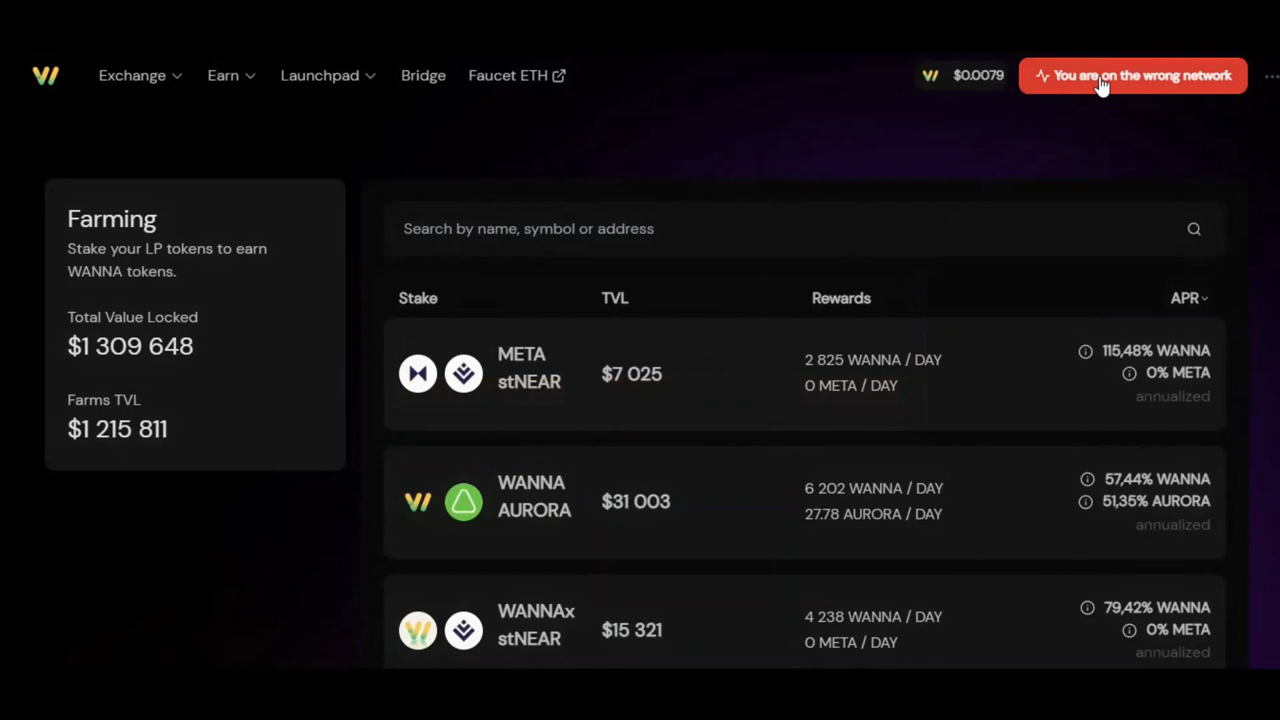 Exchange Earn Launchpad Bridge Faucet ETH $0.0079 You are on the wrong network
Farming
Stake your LP tokens to earn
WANNA tokens.
Total Value Locked
$1 309 648
Farms TVL
$1 215 811
Search by name, symbol or address
Stake TVL Rewards APR
META
stNEAR
$7 025
2 825 WANNA / DAY
0 META / DAY
115,48% WANNA
0% META
annualized
WANNA
AURORA
$31 003
6 202 WANNA / DAY
27.78 AURORA / DAY
57,44% WANNA
51,35% AURORA
annualized
WANNAx
stNEAR
$15 321
4 238 WANNA / DAY
0 META / DAY
79,42% WANNA
0% META
annualized